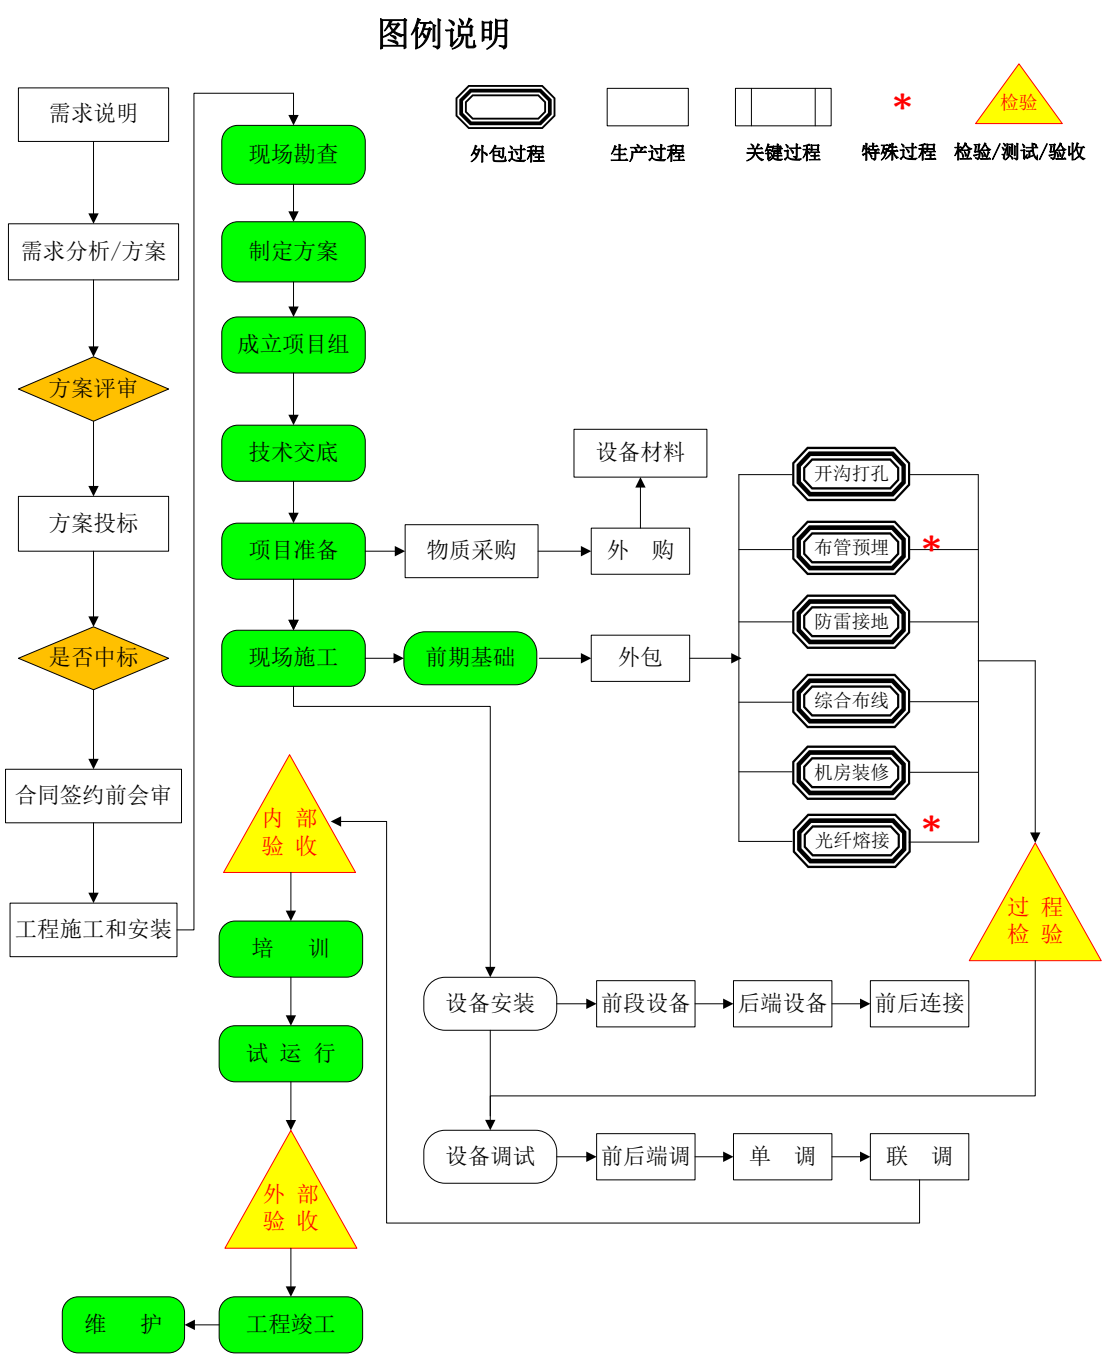 图例说明
外包过程
生产过程
关键过程
*
特殊过程
检验
检验/测试/验收
需求说明
需求分析/方案
方案评审
方案投标
是否中标
合同签约前会审
工程施工和安装
现场勘查
制定方案
成立项目组
技术交底
项目准备
物质采购
外 购
设备材料
现场施工
前期基础
外包
开沟打孔
布管预埋
*
防雷接地
综合布线
机房装修
光纤熔接
*
过 程
检 验
设备安装
前段设备
后端设备
前后连接
设备调试
前后端调
单 调
联 调
内 部
验 收
培 训
试 运 行
外 部
验 收
工程竣工
维 护